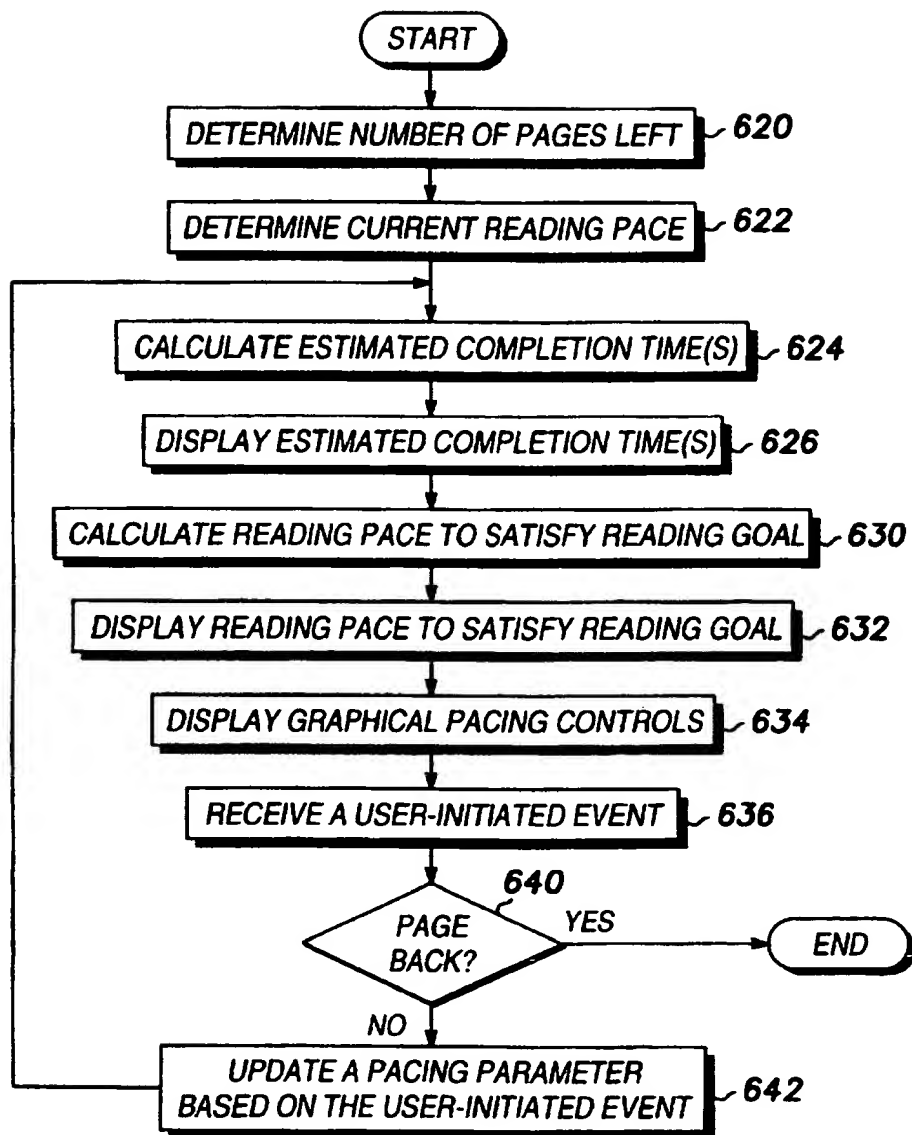 START
DETERMINE NUMBER OF PAGES LEFT
620
DETERMINE CURRENT READING PACE
622
CALCULATE ESTIMATED COMPLETION TIME(S)
624
DISPLAY ESTIMATED COMPLETION TIME(S)
626
CALCULATE READING PACE TO SATISFY READING GOAL
630
DISPLAY READING PACE TO SATISFY READING GOAL
632
DISPLAY GRAPHICAL PACING CONTROLS
634
RECEIVE A USER-INITIATED EVENT
636
640
PAGE
BACK?
YES
END
NO
UPDATE A PACING PARAMETER
BASED ON THE USER-INITIATED EVENT
642